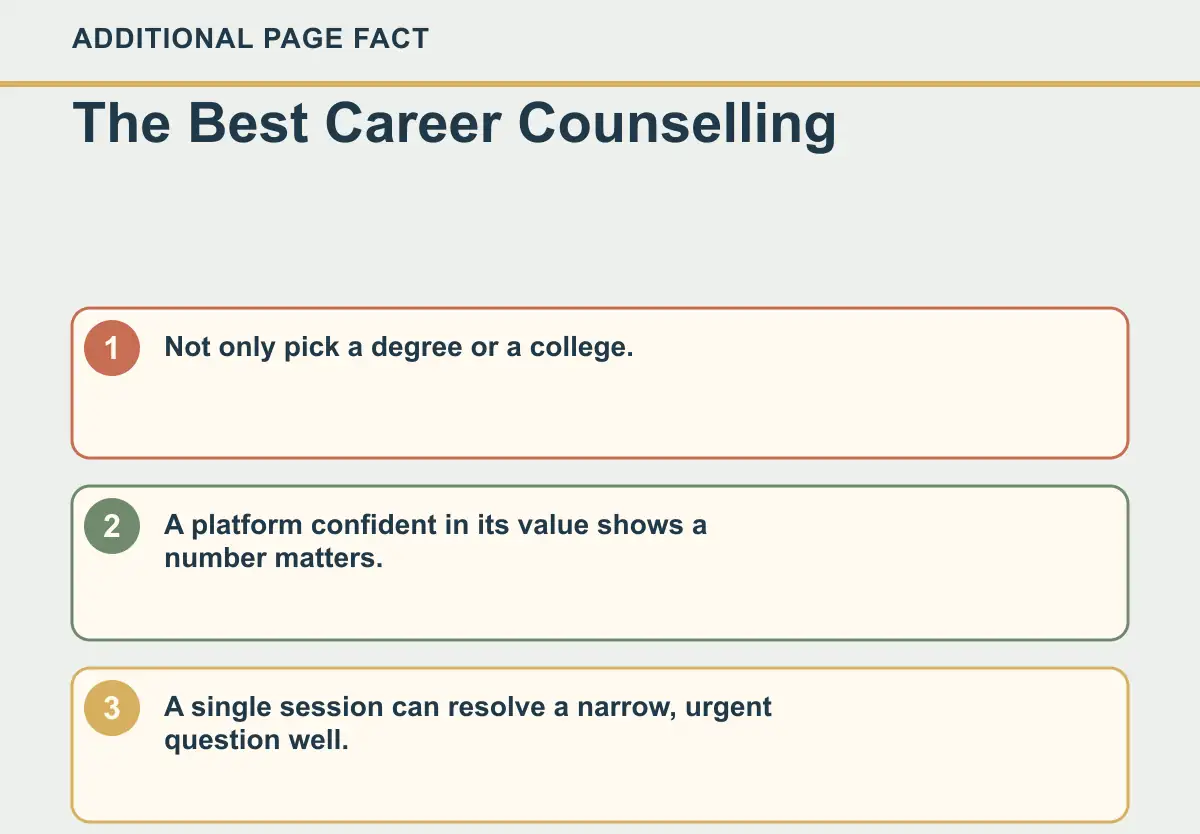 ADDITIONAL PAGE FACT
The Best Career Counselling
1
Not only pick a degree or a college.
2
A platform confident in its value shows a
number matters.
3
A single session can resolve a narrow, urgent
question well.